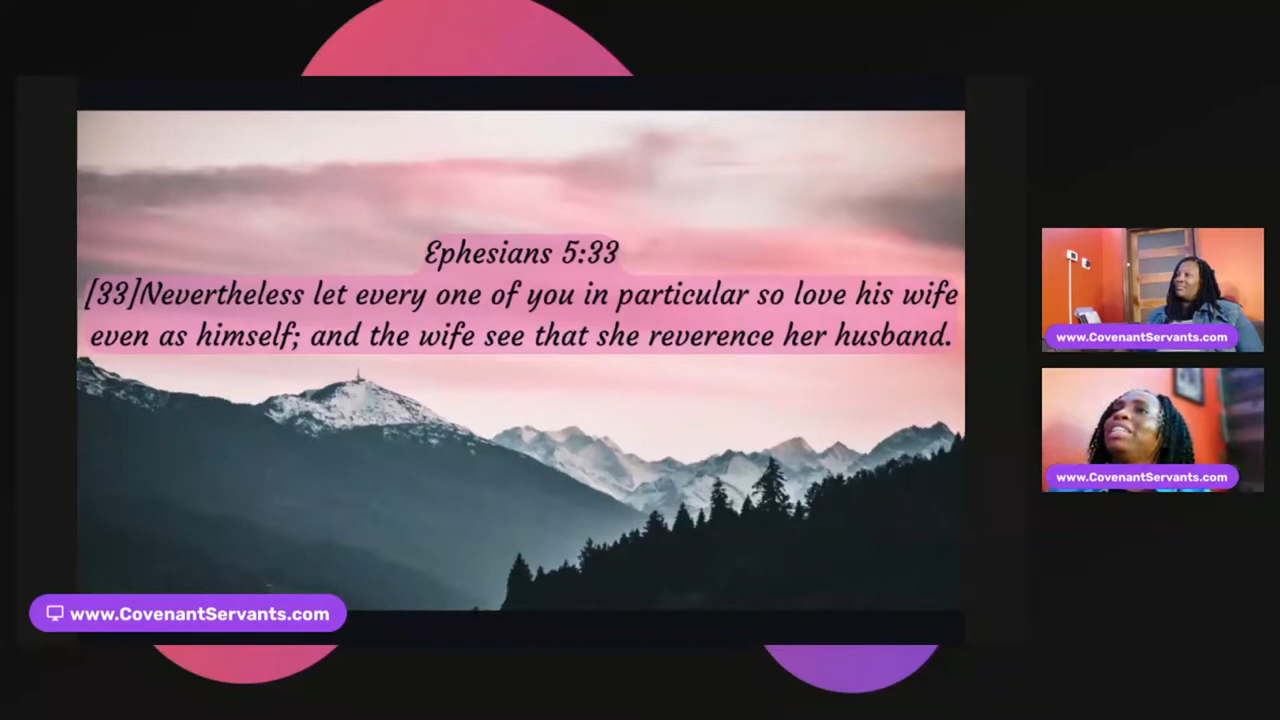 Ephesians 5:33
[33]Nevertheless let every one of you in particular so love his wife
even as himself; and the wife see that she reverence her husband.
www.CovenantServants.com
www.CovenantServants.com
www.CovenantServants.com